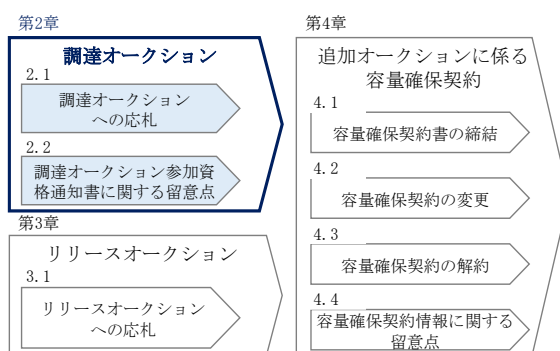 第2章
調達オークション
2.1
調達オークション
への応札
2.2
調達オークション参加資
格通知書に関する留意点
第3章
リリースオークション
3.1
リリースオークション
への応札
第4章
追加オークションに係る
容量確保契約
4.1
容量確保契約書の締結
4.2
容量確保契約の変更
4.3
容量確保契約の解約
4.4
容量確保契約情報に関する
留意点